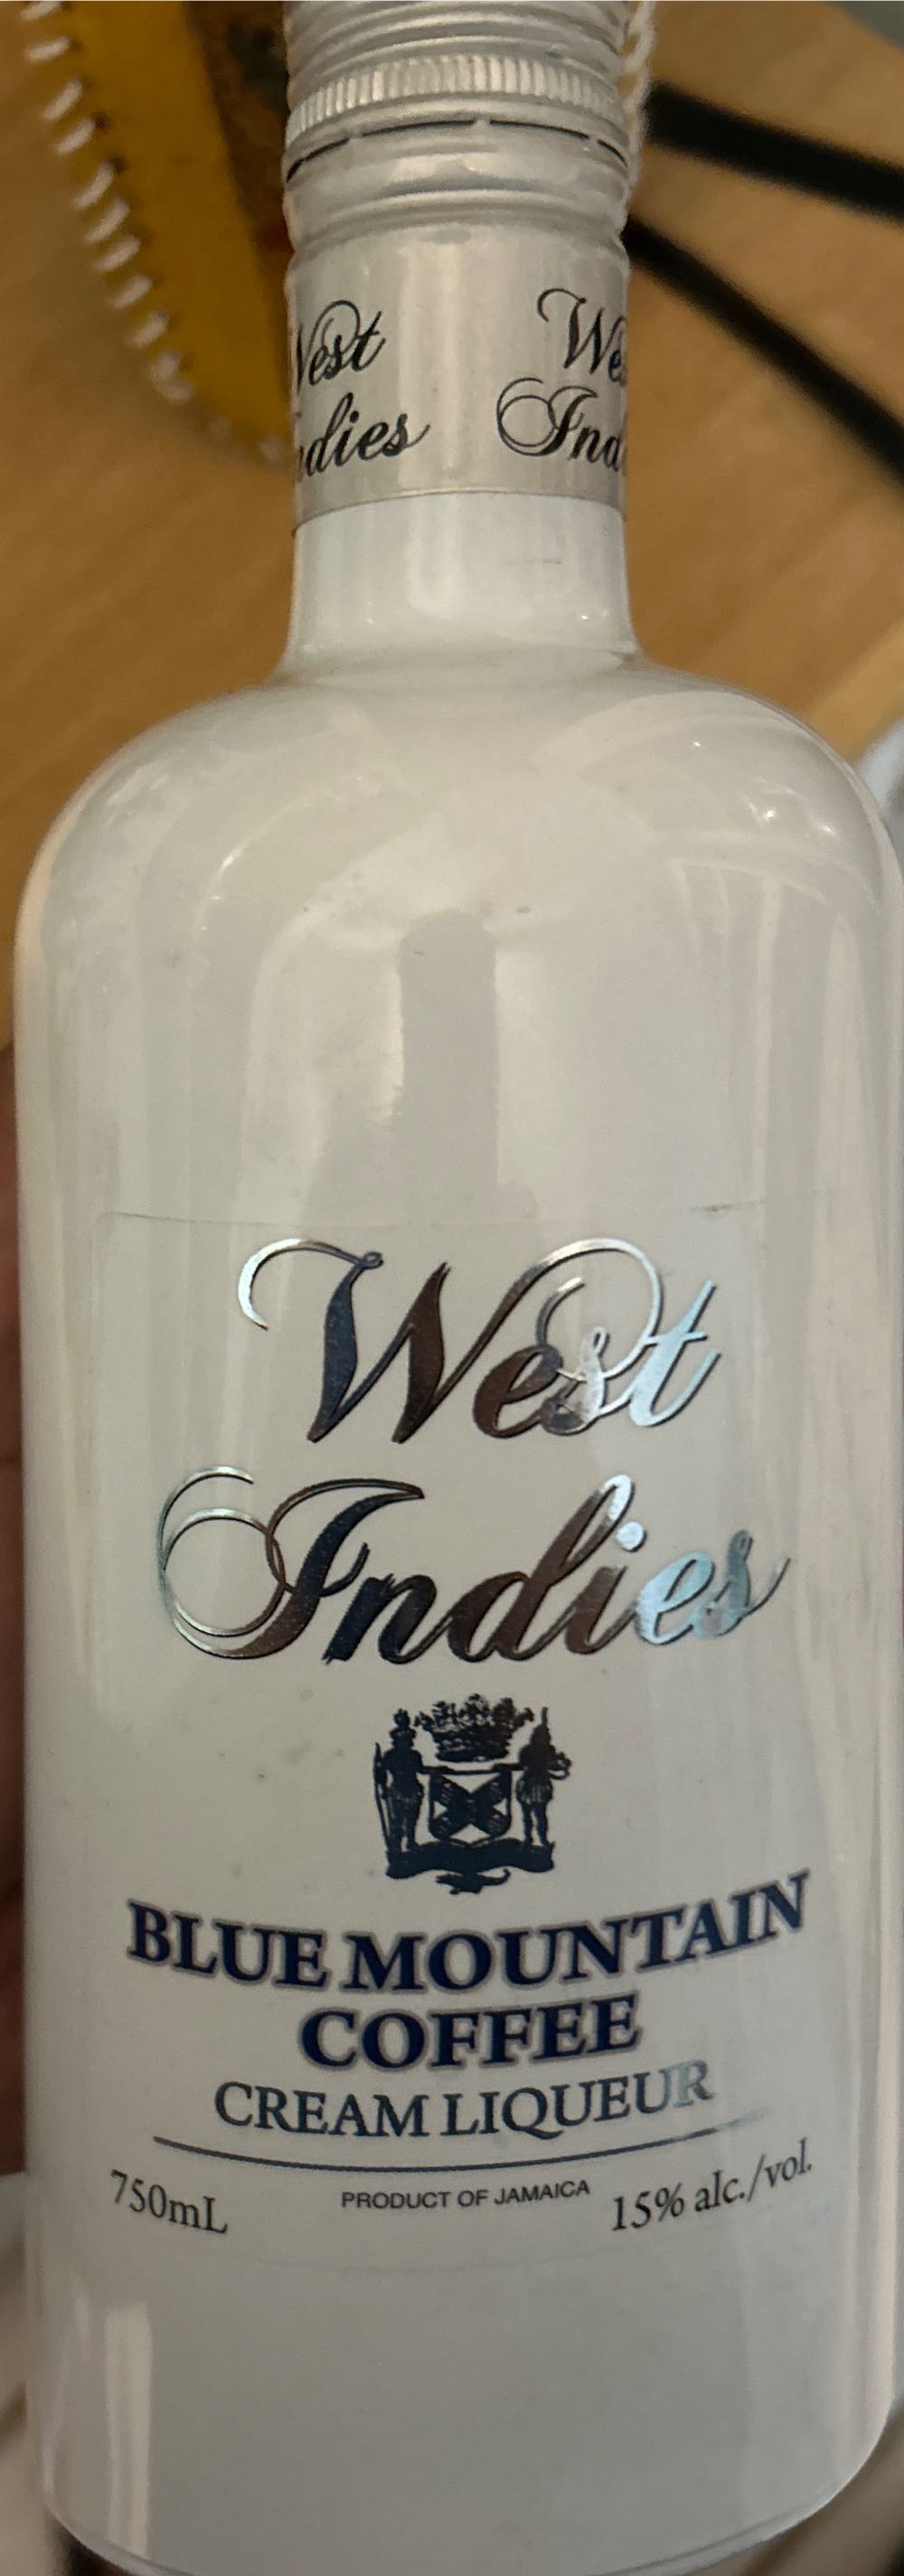 West
Indies
West
Indies
BLUE MOUNTAIN
COFFEE
CREAM LIQUEUR
750mL PRODUCT OF JAMAICA 15% alc./vol.